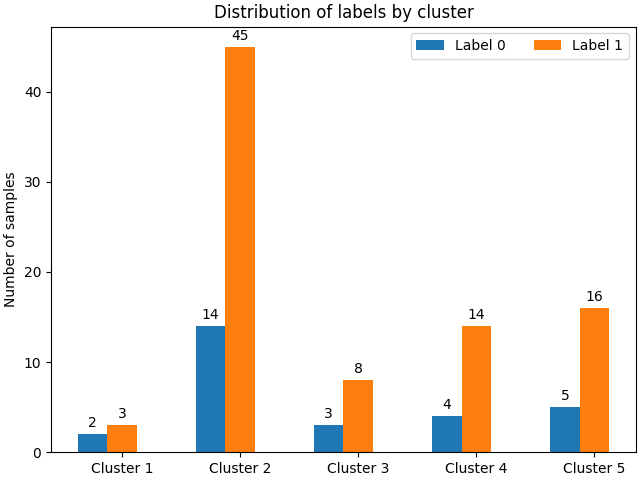 Distribution of labels by cluster
Label 0 Label 1
Number of samples
0
10
20
30
40
2 3 14 45 3 8 4 14 5 16
Cluster 1 Cluster 2 Cluster 3 Cluster 4 Cluster 5